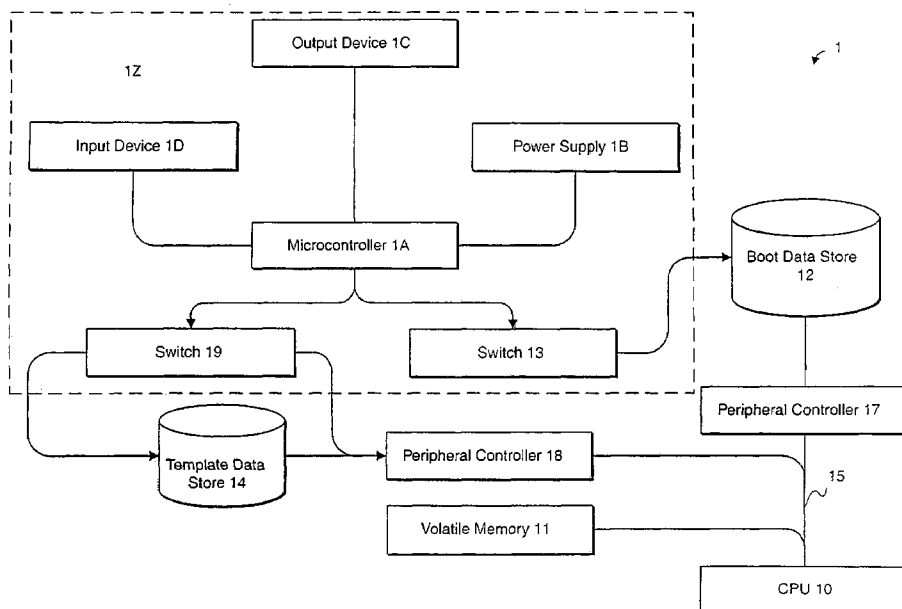 Output Device 1C
1
1Z
Input Device 1D
Power Supply 1B
Microcontroller 1A
Boot Data Store
12
Switch 19
Switch 13
Peripheral Controller 17
Template Data
Store 14
Peripheral Controller 18
15
Volatile Memory 11
CPU 10